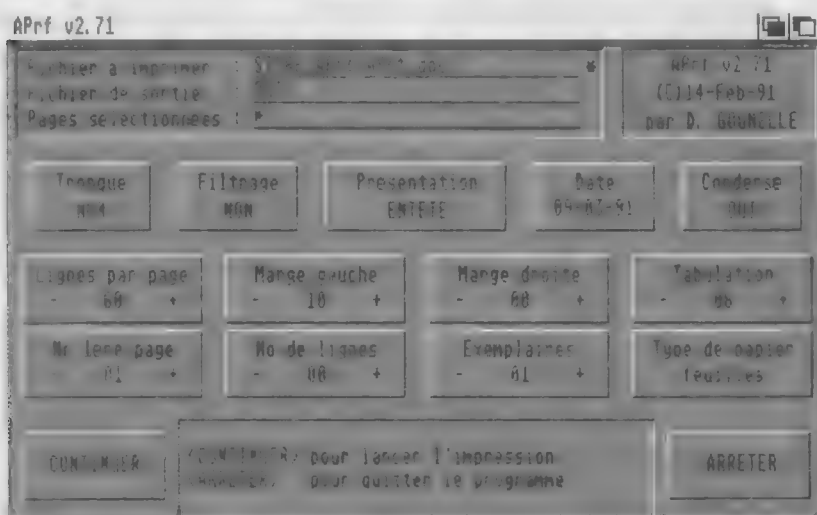 APrf v2.71
Fichier a imprimer :
Fichier de sortie :
Pages selectionnees : *
APrf v2.71
(C)14-Feb-91
par D. GOUNELLE
Tronque
NON
Filtrage
NON
Presentation
ENTETE
Date
09-07-91
Condense
OUI
Lignes par page
- 60 +
Marge gauche
- 10 +
Marge droite
- 00 +
Tabulation
- 08 +
No 1ere page
- 01 +
No de lignes
- 00 +
Exemplaires
- 01 +
Type de papier
feuilles
CONTINUER
<CONTINUER> pour lancer l'impression
<ARRETER> pour quitter le programme
ARRETER